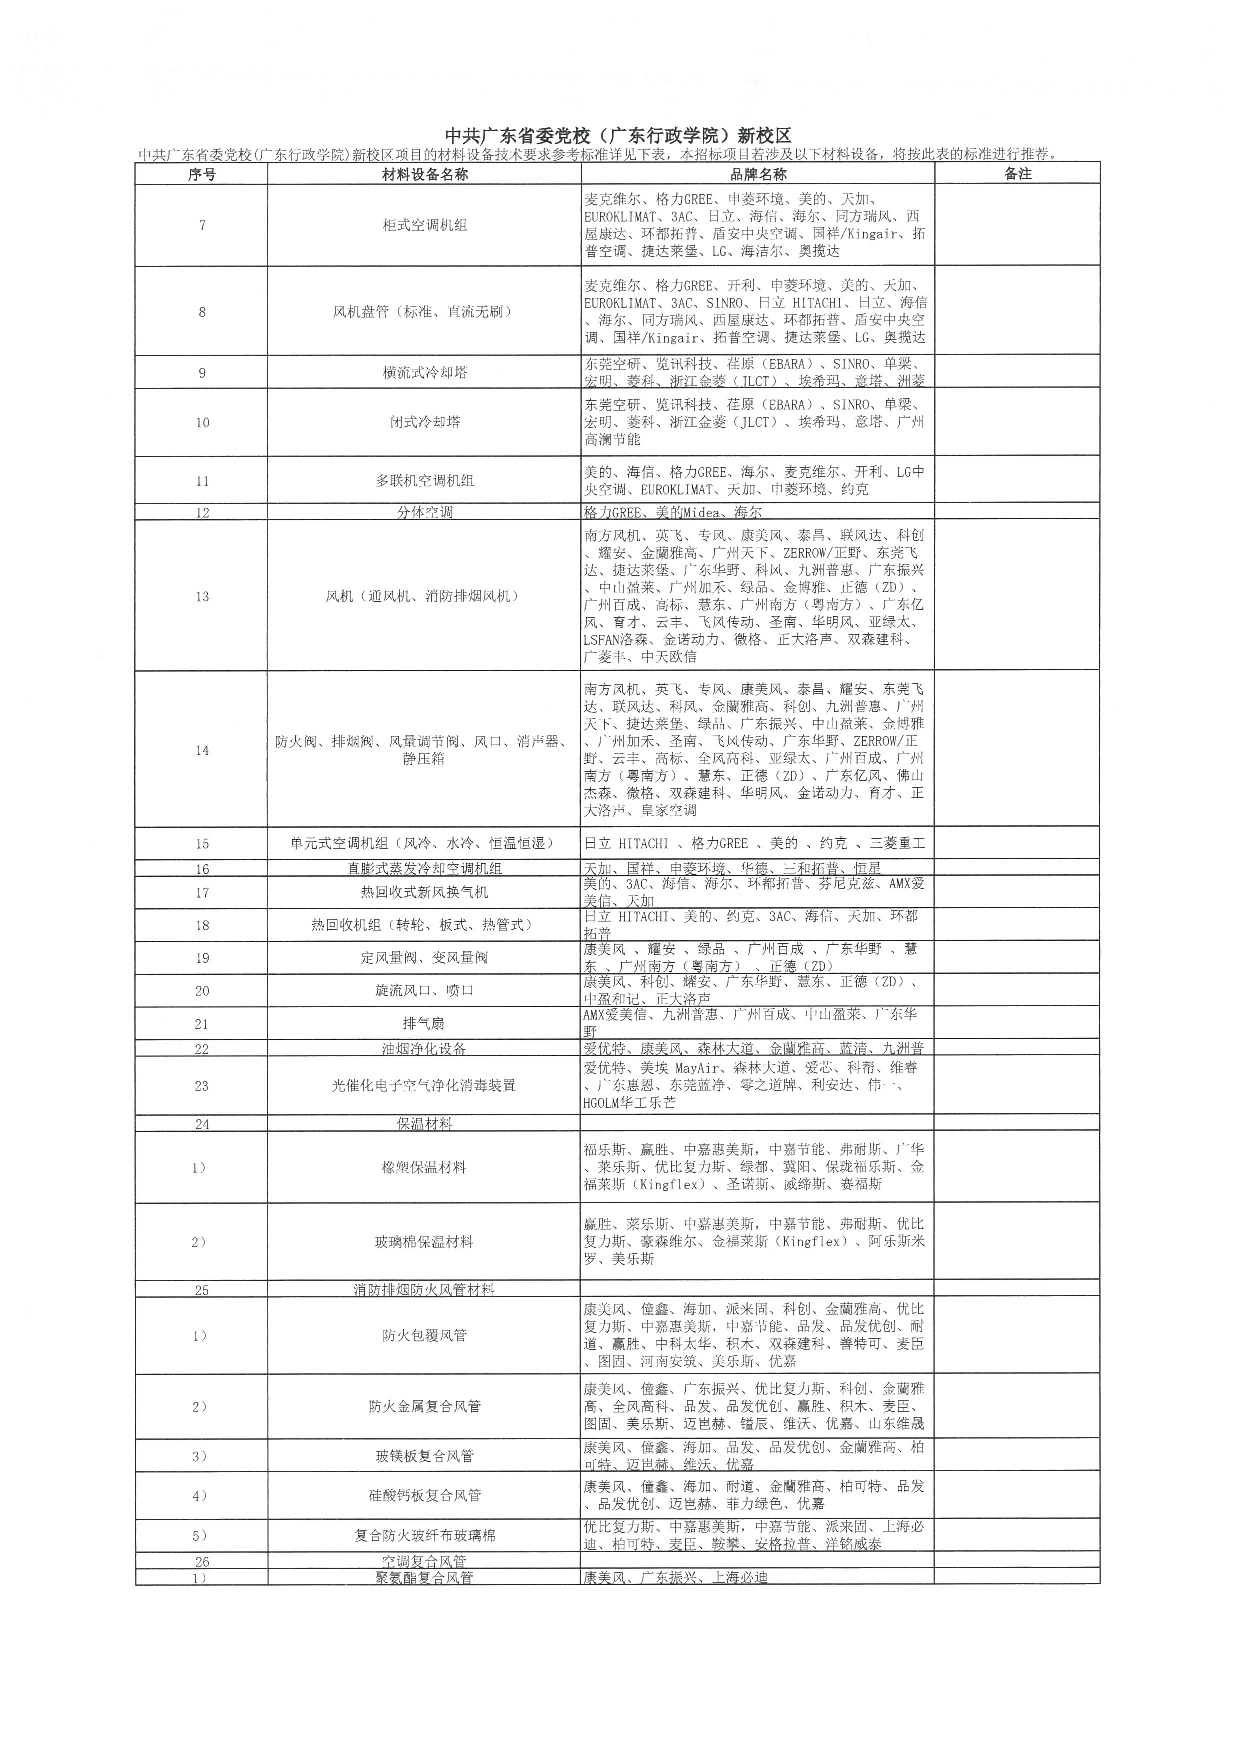 中共广东省委党校（广东行政学院）新校区
中共广东省委党校(广东行政学院)新校区项目的材料设备技术要求参考标准详见下表，本招标项目若涉及以下材料设备，将按此表的标准进行推荐。
序号 材料设备名称 品牌名称 备注
7 柜式空调机组
麦克维尔、格力GREE、申菱环境、美的、天加、
EUROKLIMAT、3AC、日立、海信、海尔、同方瑞风、西
屋康达、环都拓普、盾安中央空调、国祥/Kingair、拓
普空调、捷达莱堡、LG、海洁尔、奥揽达
8 风机盘管（标准、直流无刷）
麦克维尔、格力GREE、开利、申菱环境、美的、天加、
EUROKLIMAT、3AC、SINRO、日立 HITACHI、日立、海信
、海尔、同方瑞风、西屋康达、环都拓普、盾安中央空
调、国祥/Kingair、拓普空调、捷达莱堡、LG、奥揽达
9 横流式冷却塔
东莞空研、览讯科技、荏原（EBARA）、SINRO、单梁、
宏明、菱科、浙江金菱（JLCT）、埃希玛、意塔、洲菱
10 闭式冷却塔
东莞空研、览讯科技、荏原（EBARA）、SINRO、单梁、
宏明、菱科、浙江金菱（JLCT）、埃希玛、意塔、广州
高澜节能
11 多联机空调机组
美的、海信、格力GREE、海尔、麦克维尔、开利、LG中
央空调、EUROKLIMAT、天加、申菱环境、约克
12 分体空调 格力GREE、美的Midea、海尔
13 风机（通风机、消防排烟风机）
南方风机、英飞、专风、康美风、泰昌、联风达、科创
、耀安、金蘭雅高、广州天下、ZERROW/正野、东莞飞
达、捷达莱堡、广东华野、科风、九洲普惠、广东振兴
、中山盈莱、广州加禾、绿品、金博雅、正德（ZD）、
广州百成、高标、慧东、广州南方（粤南方）、广东亿
风、育才、云丰、飞风传动、圣南、华明风、亚绿太、
LSFAN洛森、金诺动力、微格、正大洛声、双森建科、
广菱丰、中天欧信
14 防火阀、排烟阀、风量调节阀、风口、消声器、
静压箱
南方风机、英飞、专风、康美风、泰昌、耀安、东莞飞
达、联风达、科风、金蘭雅高、科创、九洲普惠、广州
天下、捷达莱堡、绿品、广东振兴、中山盈莱、金博雅
、广州加禾、圣南、飞风传动、广东华野、ZERROW/正
野、云丰、高标、全风高科、亚绿太、广州百成、广州
南方（粤南方）、慧东、正德（ZD）、广东亿风、佛山
杰森、微格、双森建科、华明风、金诺动力、育才、正
大洛声、皇家空调
15 单元式空调机组（风冷、水冷、恒温恒湿） 日立 HITACHI 、格力GREE 、美的 、约克 、三菱重工
16 直膨式蒸发冷却空调机组 天加、国祥、申菱环境、华德、三和拓普、恒星
17 热回收式新风换气机
美的、3AC、海信、海尔、环都拓普、芬尼克兹、AMX爱
美信、天加
18 热回收机组（转轮、板式、热管式）
日立 HITACHI、美的、约克、3AC、海信、天加、环都
拓普
19 定风量阀、变风量阀
康美风 、耀安 、绿品 、广州百成 、广东华野 、慧
东 、广州南方（粤南方） 、正德（ZD）
20 旋流风口、喷口
康美风、科创、耀安、广东华野、慧东、正德（ZD）、
中盈和记、正大洛声
21 排气扇
AMX爱美信、九洲普惠、广州百成、中山盈莱、广东华
野
22 油烟净化设备 爱优特、康美风、森林大道、金蘭雅高、蓝清、九洲普
23 光催化电子空气净化消毒装置
爱优特、美埃 MayAir、森林大道、爱芯、科帮、维睿
、广东惠恩、东莞蓝净、零之道牌、利安达、伟一、
HGOLM华工乐芒
24 保温材料
1） 橡塑保温材料
福乐斯、赢胜、中嘉惠美斯，中嘉节能、弗耐斯、广华
、莱乐斯、优比复力斯、绿都、冀阳、保珑福乐斯、金
福莱斯（Kingflex）、圣诺斯、威缔斯、赛福斯
2） 玻璃棉保温材料
赢胜、莱乐斯、中嘉惠美斯，中嘉节能、弗耐斯、优比
复力斯、豪森维尔、金福莱斯（Kingflex）、阿乐斯米
罗、美乐斯
25 消防排烟防火风管材料
1） 防火包覆风管
康美风、僮鑫、海加、派来固、科创、金蘭雅高、优比
复力斯、中嘉惠美斯，中嘉节能、品发、品发优创、耐
道、赢胜、中科太华、积木、双森建科、善特可、麦臣
、图固、河南安筑、美乐斯、优嘉
2） 防火金属复合风管
康美风、僮鑫、广东振兴、优比复力斯、科创、金蘭雅
高、全风高科、品发、品发优创、赢胜、积木、麦臣、
图固、美乐斯、迈邑赫、镒辰、维沃、优嘉、山东维晟
3） 玻镁板复合风管
康美风、僮鑫、海加、品发、品发优创、金蘭雅高、柏
可特、迈邑赫、维沃、优嘉
4） 硅酸钙板复合风管
康美风、僮鑫、海加、耐道、金蘭雅高、柏可特、品发
、品发优创、迈邑赫、菲力绿色、优嘉
5） 复合防火玻纤布玻璃棉
优比复力斯、中嘉惠美斯，中嘉节能、派来固、上海必
迪、柏可特、麦臣、鞍攀、安格拉普、洋铭威泰
26 空调复合风管
1） 聚氨酯复合风管 康美风、广东振兴、上海必迪